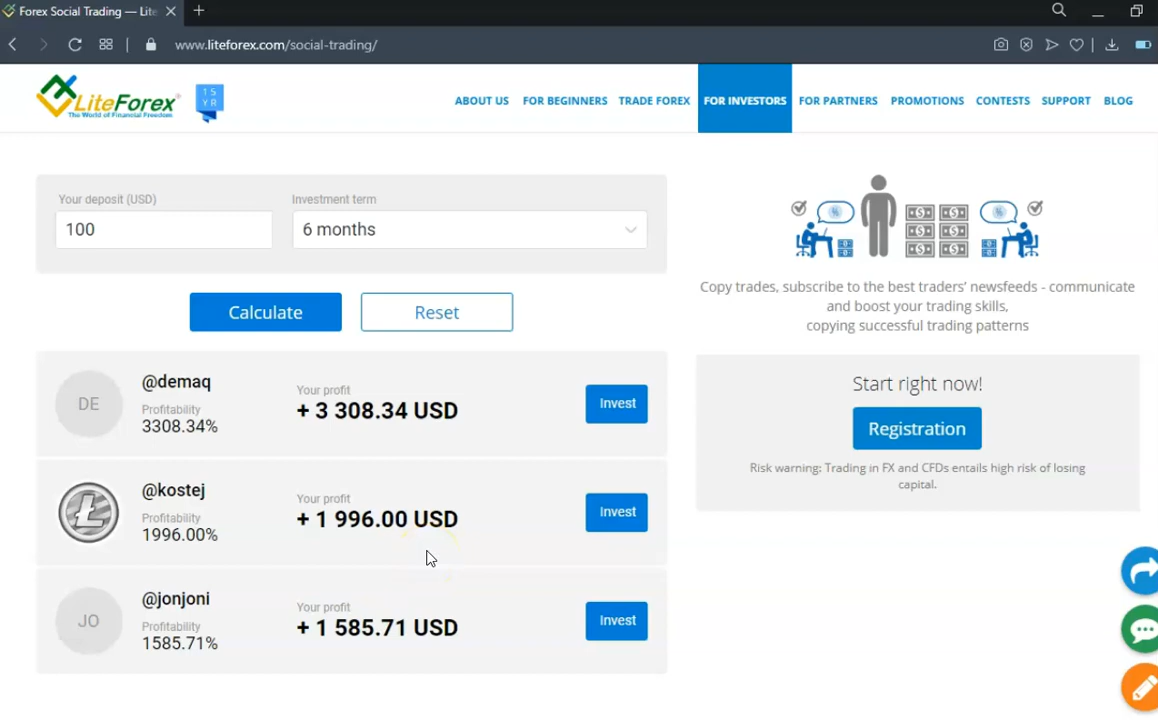 Forex Social Trading — Lite
www.liteforex.com/social-trading/
LiteForex®
The World of Financial Freedom
15
YR
ABOUT US
FOR BEGINNERS
TRADE FOREX
FOR INVESTORS
FOR PARTNERS
PROMOTIONS
CONTESTS
SUPPORT
BLOG
Your deposit (USD)
Investment term
100
6 months
Calculate
Reset
DE
@demaq
Profitability
3308.34%
Your profit
+ 3 308.34 USD
Invest
@kostej
Profitability
1996.00%
Your profit
+ 1 996.00 USD
Invest
JO
@jonjoni
Profitability
1585.71%
Your profit
+ 1 585.71 USD
Invest
Copy trades, subscribe to the best traders’ newsfeeds - communicate
and boost your trading skills,
copying successful trading patterns
Start right now!
Registration
Risk warning: Trading in FX and CFDs entails high risk of losing
capital.